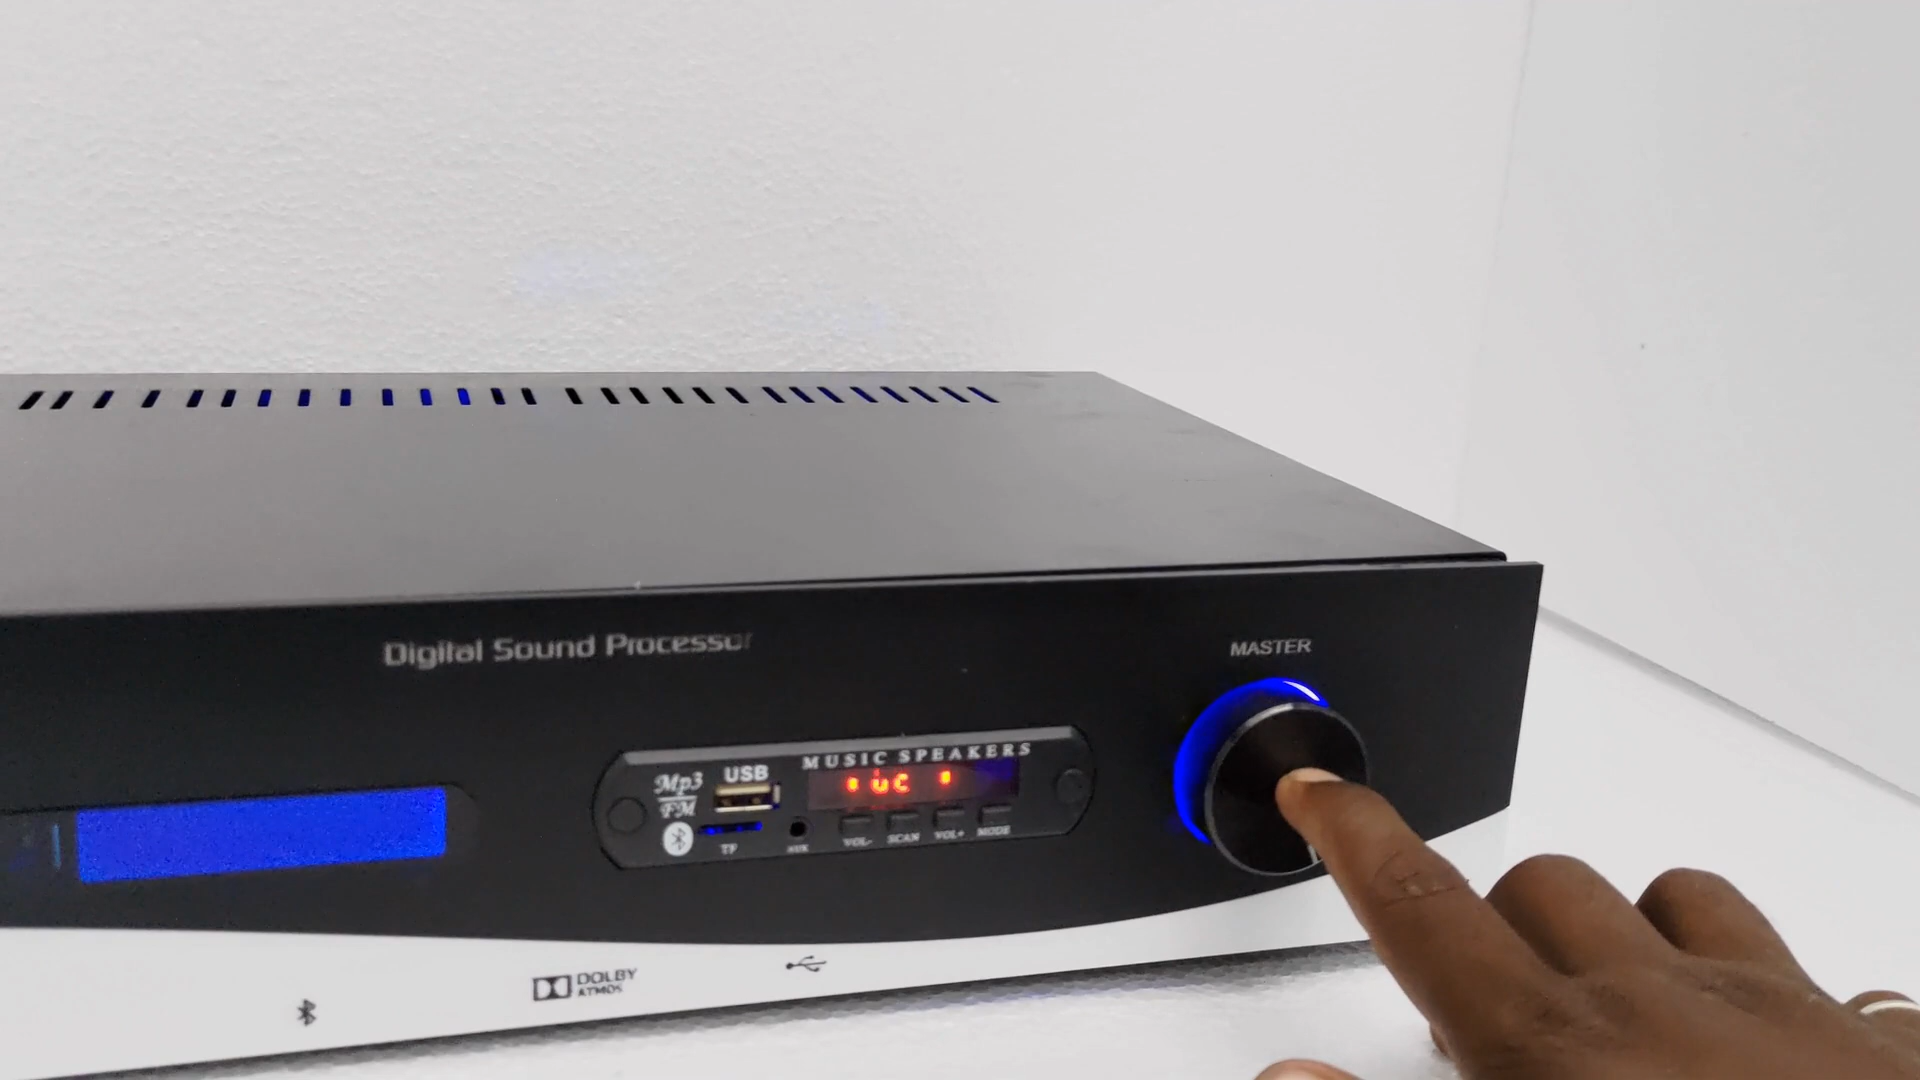 Digital Sound Processor
MASTER
MUSIC SPEAKERS
Mp3
FM
USB
TF
AUX
VOL-
SCAN
VOL+
MODE
DOLBY
ATMOS